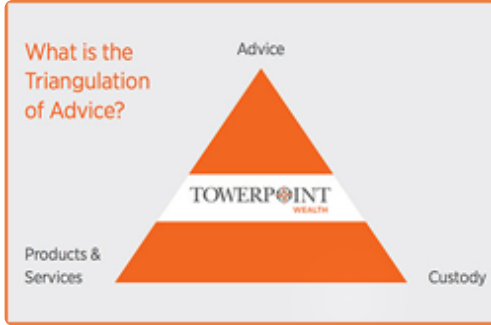 What is the
Triangulation
of Advice?
Advice
TOWERPOINT
WEALTH
Products &
Services
Custody